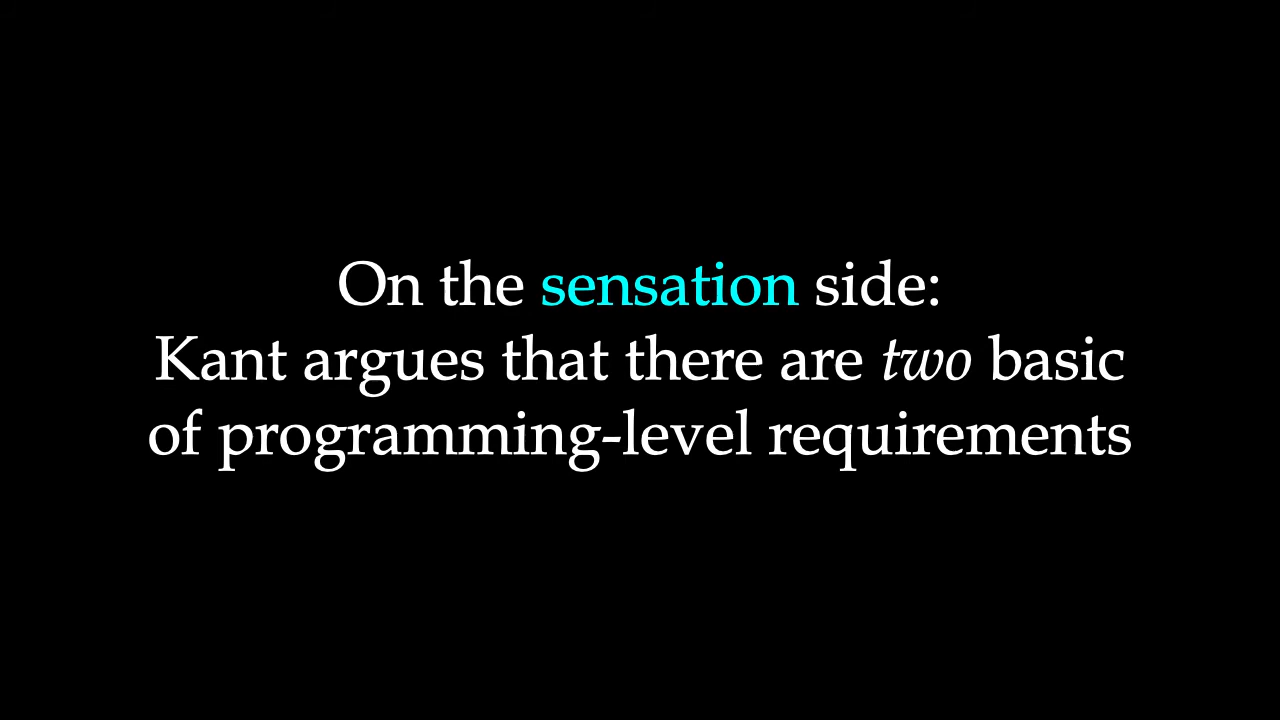 On the sensation side:
Kant argues that there are two basic
of programming-level requirements